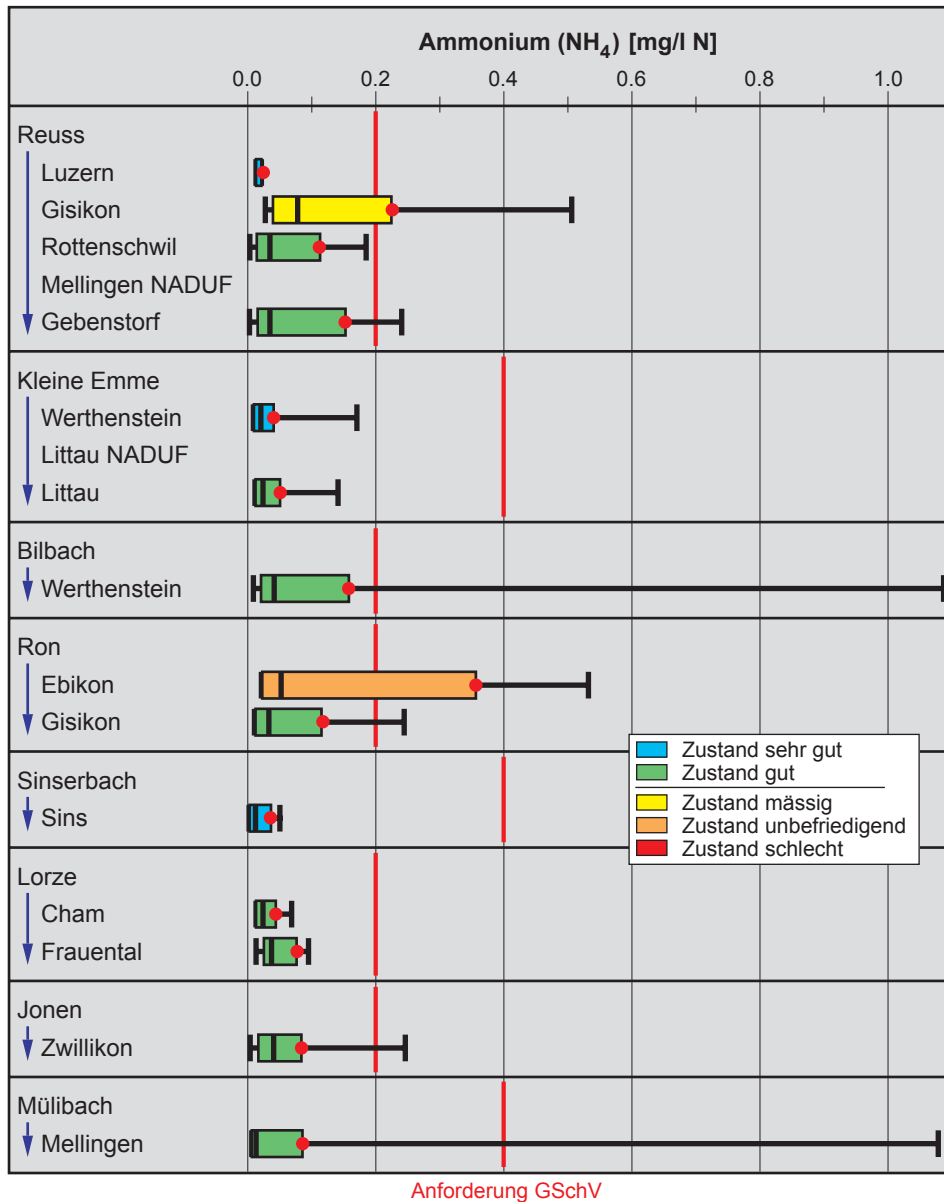 Ammonium (NH4) [mg/l N]
0.0 0.2 0.4 0.6 0.8 1.0
Reuss
Luzern
Gisikon
Rottenschwil
Mellingen NADUF
Gebenstorf
Kleine Emme
Werthenstein
Littau NADUF
Littau
Bilbach
Werthenstein
Ron
Ebikon
Gisikon
Sinserbach
Sins
Lorze
Cham
Frauental
Jonen
Zwillikon
Mülibach
Mellingen
Zustand sehr gut
Zustand gut
Zustand mässig
Zustand unbefriedigend
Zustand schlecht
Anforderung GSchV